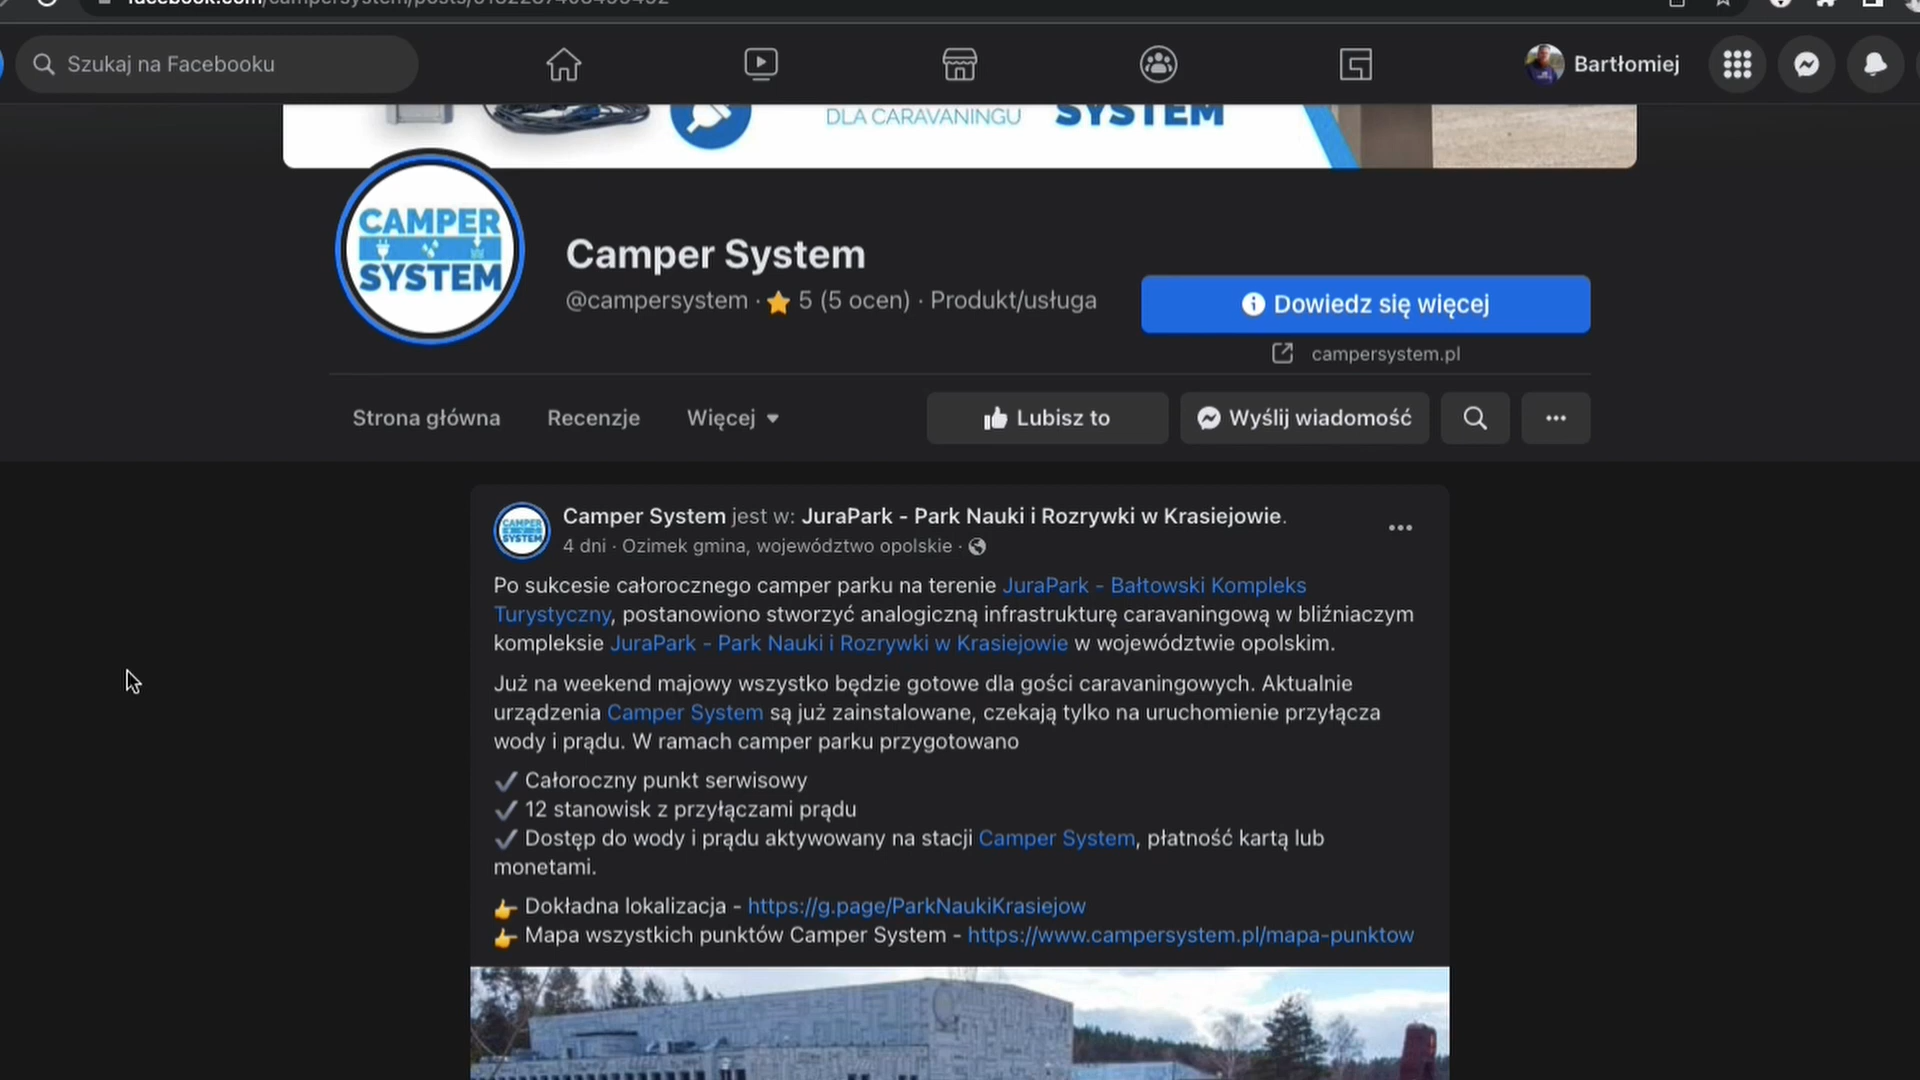 Szukaj na Facebooku
Bartłomiej
DLA CARAVANINGU
SYSTEM
CAMPER
SYSTEM
Camper System
@campersystem · ⭐ 5 (5 ocen) · Produkt/usługa
Dowiedz się więcej
campersystem.pl
Strona główna
Recenzje
Więcej
Lubisz to
Wyślij wiadomość
CAMPER
SYSTEM
Camper System jest w: JuraPark - Park Nauki i Rozrywki w Krasiejowie.
4 dni · Ozimek gmina, województwo opolskie ·
Po sukcesie całorocznego camper parku na terenie JuraPark - Bałtowski Kompleks
Turystyczny, postanowiono stworzyć analogiczną infrastrukturę caravaningową w bliźniaczym
kompleksie JuraPark - Park Nauki i Rozrywki w Krasiejowie w województwie opolskim.
Już na weekend majowy wszystko będzie gotowe dla gości caravaningowych. Aktualnie
urządzenia Camper System są już zainstalowane, czekają tylko na uruchomienie przyłącza
wody i prądu. W ramach camper parku przygotowano
✔ Całoroczny punkt serwisowy
✔ 12 stanowisk z przyłączami prądu
✔ Dostęp do wody i prądu aktywowany na stacji Camper System, płatność kartą lub
monetami.
👉 Dokładna lokalizacja - https://g.page/ParkNaukiKrasiejow
👉 Mapa wszystkich punktów Camper System - https://www.campersystem.pl/mapa-punktow